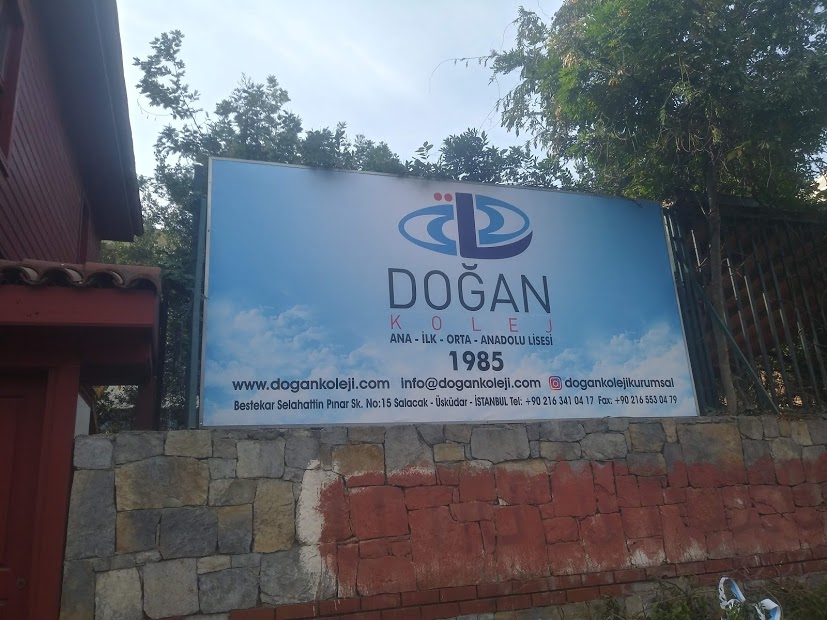 DOĞAN
KOLEJ
ANA - İLK - ORTA - ANADOLU LİSESİ
1985
www.dogankoleji.com info@dogankoleji.com dogankolejikurumsal
Bestekar Selahattin Pınar Sk. No:15 Salacak - Üsküdar - İSTANBUL Tel: +90 216 341 04 17 Fax: +90 216 553 04 79